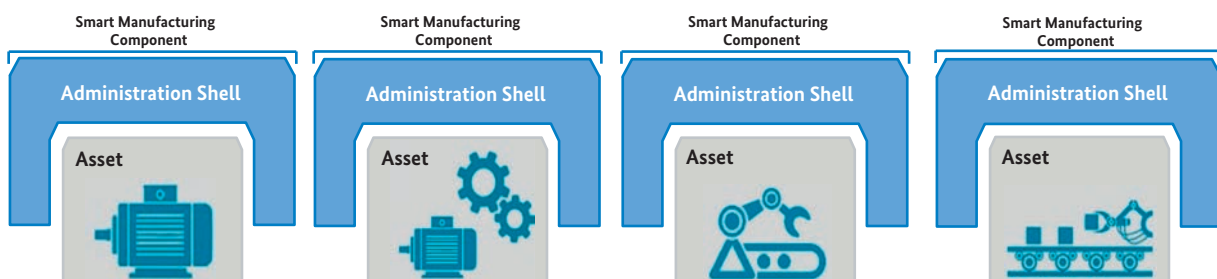 Smart Manufacturing
Component
Smart Manufacturing
Component
Smart Manufacturing
Component
Smart Manufacturing
Component
Administration Shell
Administration Shell
Administration Shell
Administration Shell
Asset
Asset
Asset
Asset